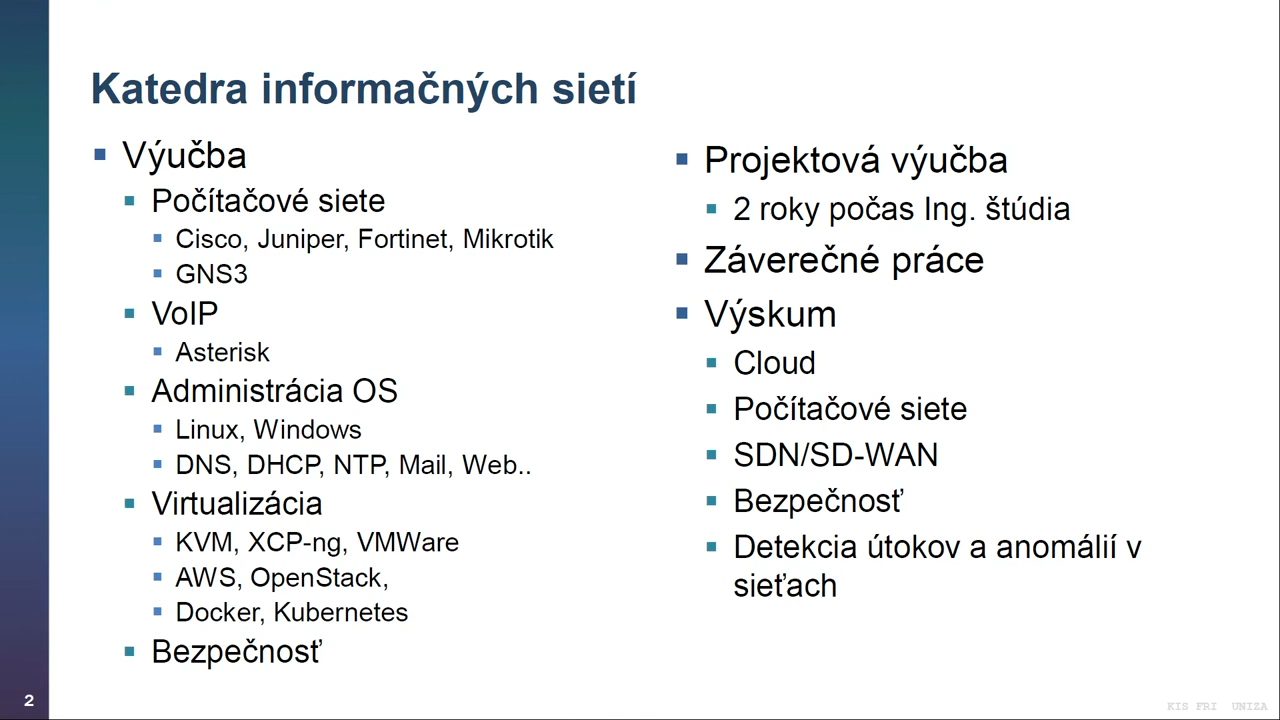 Katedra informačných sietí
Výučba
Počítačové siete
Cisco, Juniper, Fortinet, Mikrotik
GNS3
VoIP
Asterisk
Administrácia OS
Linux, Windows
DNS, DHCP, NTP, Mail, Web..
Virtualizácia
KVM, XCP-ng, VMWare
AWS, OpenStack,
Docker, Kubernetes
Bezpečnosť
Projektová výučba
2 roky počas Ing. štúdia
Záverečné práce
Výskum
Cloud
Počítačové siete
SDN/SD-WAN
Bezpečnosť
Detekcia útokov a anomálií v
sieťach
2
KIS FRI UNIZA